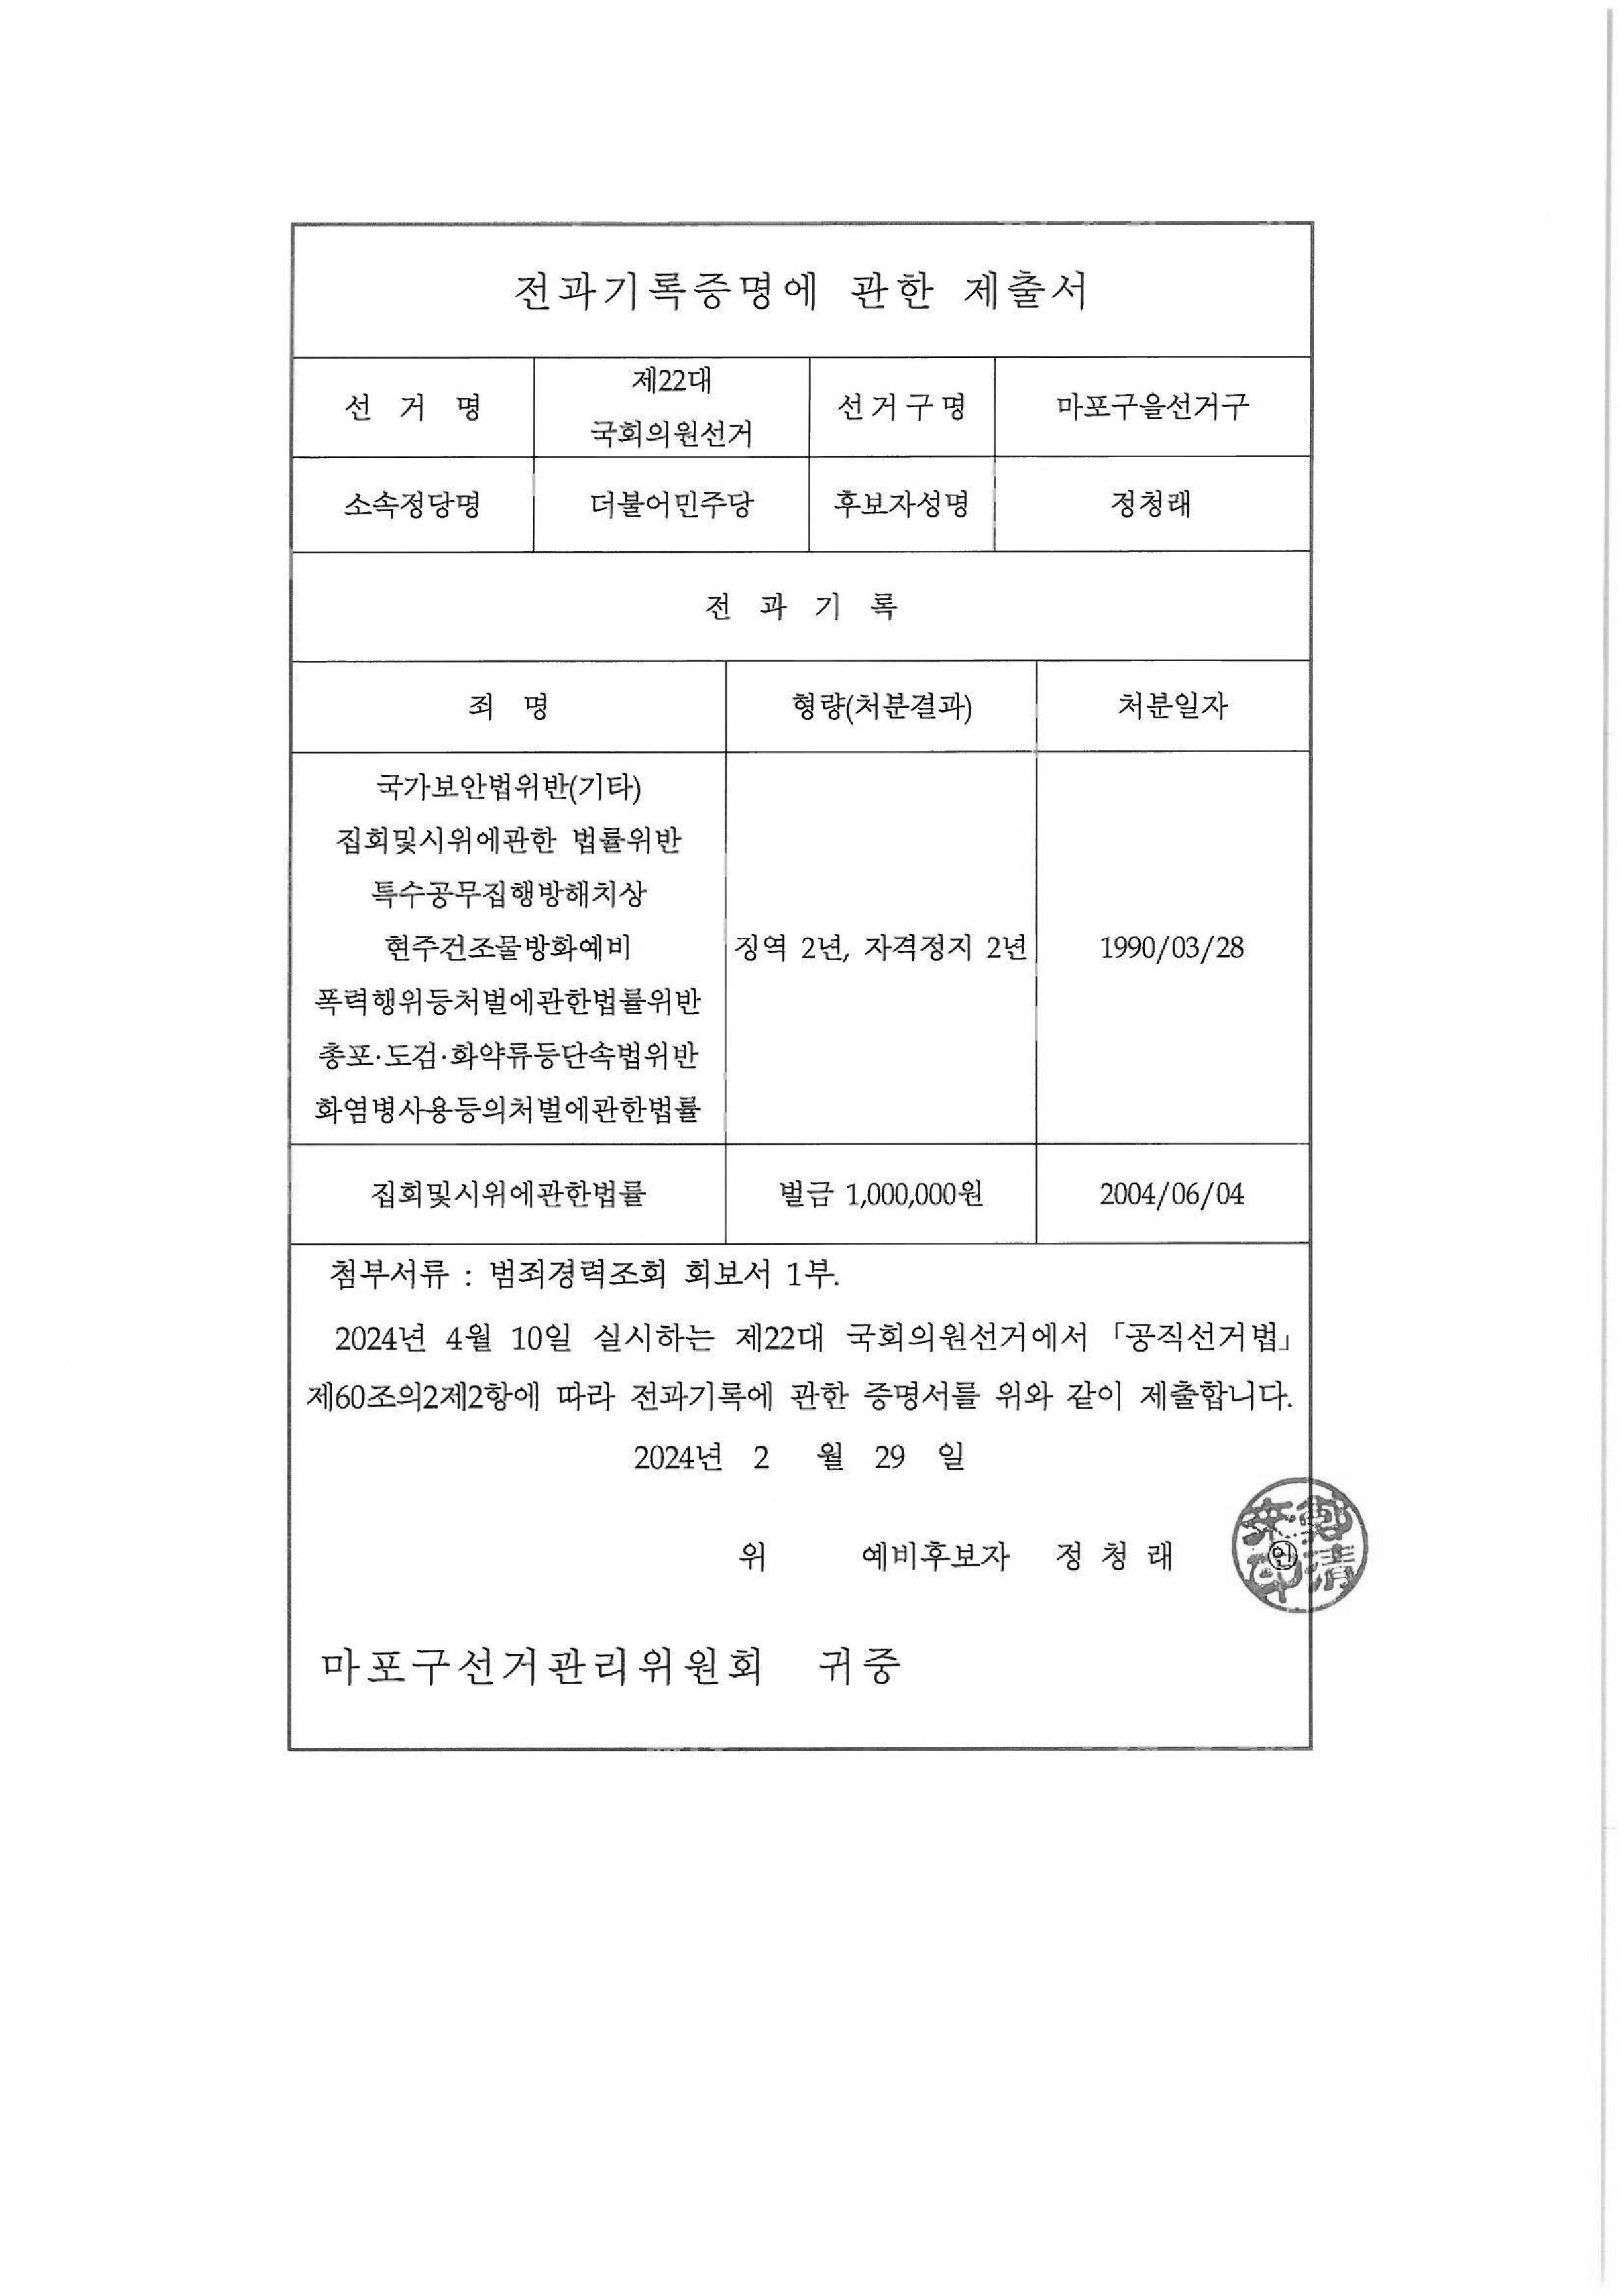 전과기록증명에 관한 제출서
선 거 명
제22대
국회의원선거
선거구명
마포구을선거구
소속정당명
더불어민주당
후보자성명
정청래
전 과 기 록
죄 명
형량(처분결과)
처분일자
국가보안법위반(기타)
집회및시위에관한 법률위반
특수공무집행방해치상
현주건조물방화예비
폭력행위등처벌에관한법률위반
총포·도검·화약류등단속법위반
화염병사용등의처벌에관한법률
징역 2년, 자격정지 2년
1990/03/28
집회및시위에관한법률
벌금 1,000,000원
2004/06/04
첨부서류 : 범죄경력조회 회보서 1부.
2024년 4월 10일 실시하는 제22대 국회의원선거에서 「공직선거법」
제60조의2제2항에 따라 전과기록에 관한 증명서를 위와 같이 제출합니다.
2024년 2 월 29 일
위 예비후보자 정 청 래 ㊞
마포구선거관리위원회 귀중